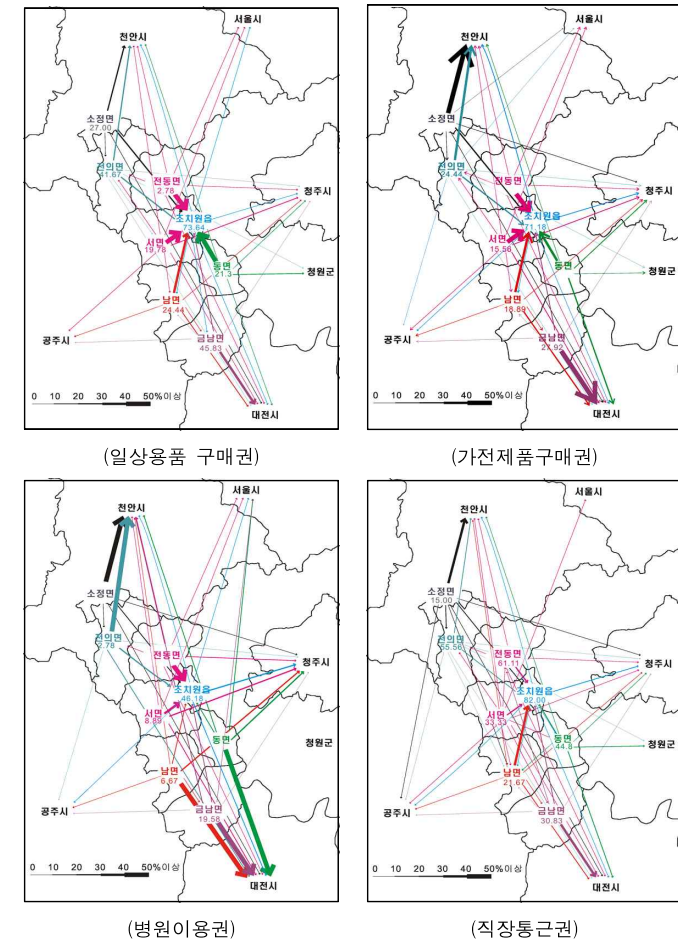 서울시
천안시
소정면
27.00
전의면
41.67
전동면
2.78
청주시
조치원읍
73.64
서면
19.78
동면
21.3
청원군
남면
24.44
공주시
금남면
45.83
0 10 20 30 40 50%이상
대전시
(일상용품 구매권)
서울시
천안시
소정면
전의면
24.44
전동면
청주시
조치원읍
71.18
서면
15.56
동면
청원군
남면
18.89
공주시
금남면
27.92
0 10 20 30 40 50%이상
대전시
(가전제품구매권)
서울시
천안시
소정면
전의면
2.78
전동면
청주시
조치원읍
46.18
서면
8.89
동면
청원군
남면
6.67
공주시
금남면
19.58
0 10 20 30 40 50%이상
대전시
(병원이용권)
서울시
천안시
소정면
15.00
전의면
55.56
전동면
61.11
청주시
조치원읍
82.00
서면
33.33
동면
44.8
청원군
남면
21.67
공주시
금남면
30.83
0 10 20 30 40 50%이상
대전시
(직장통근권)